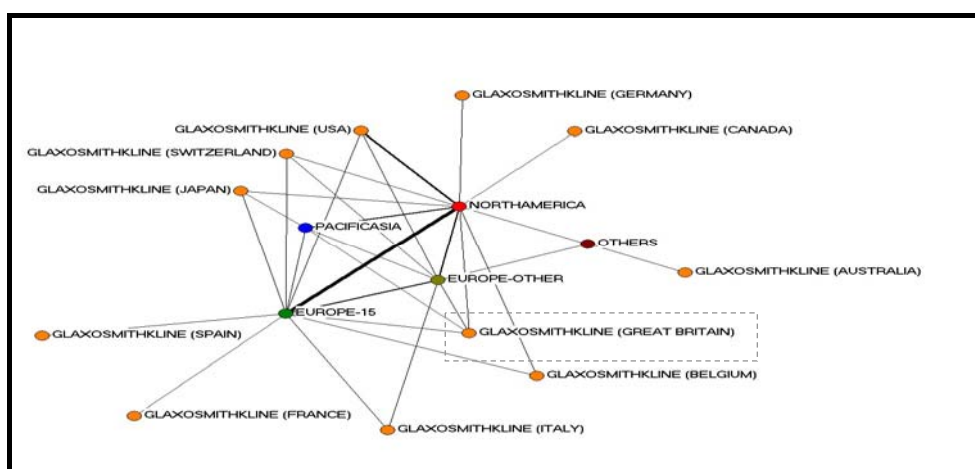 GLAXOSMITHKLINE (GERMANY)
GLAXOSMITHKLINE (USA)
GLAXOSMITHKLINE (CANADA)
GLAXOSMITHKLINE (SWITZERLAND)
GLAXOSMITHKLINE (JAPAN)
NORTHAMERICA
PACIFICASIA
OTHERS
GLAXOSMITHKLINE (AUSTRALIA)
EUROPE-OTHER
EUROPE-15
GLAXOSMITHKLINE (SPAIN)
GLAXOSMITHKLINE (GREAT BRITAIN)
GLAXOSMITHKLINE (BELGIUM)
GLAXOSMITHKLINE (FRANCE)
GLAXOSMITHKLINE (ITALY)